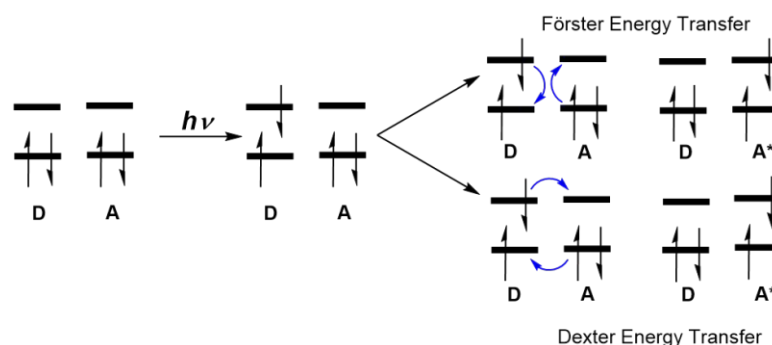 Förster Energy Transfer
D A D A*
hν
D A D A
D A D A*
Dexter Energy Transfer